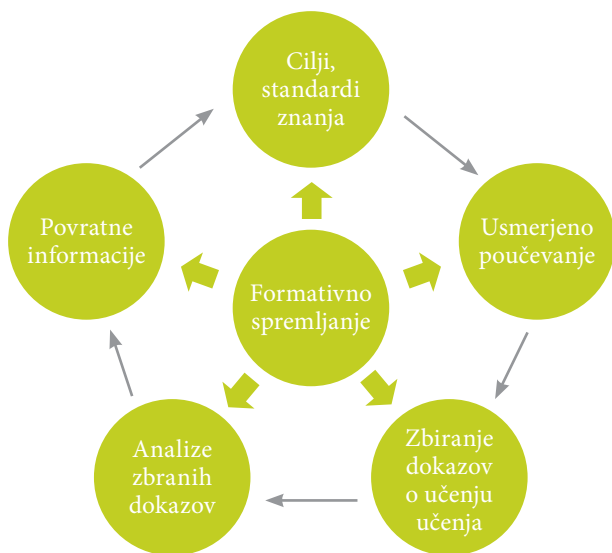 Cilji,
standardi
znanja
Usmerjeno
poučevanje
Zbiranje
dokazov
o učenju
učenja
Analize
zbranih
dokazov
Povratne
informacije
Formativno
spremljanje